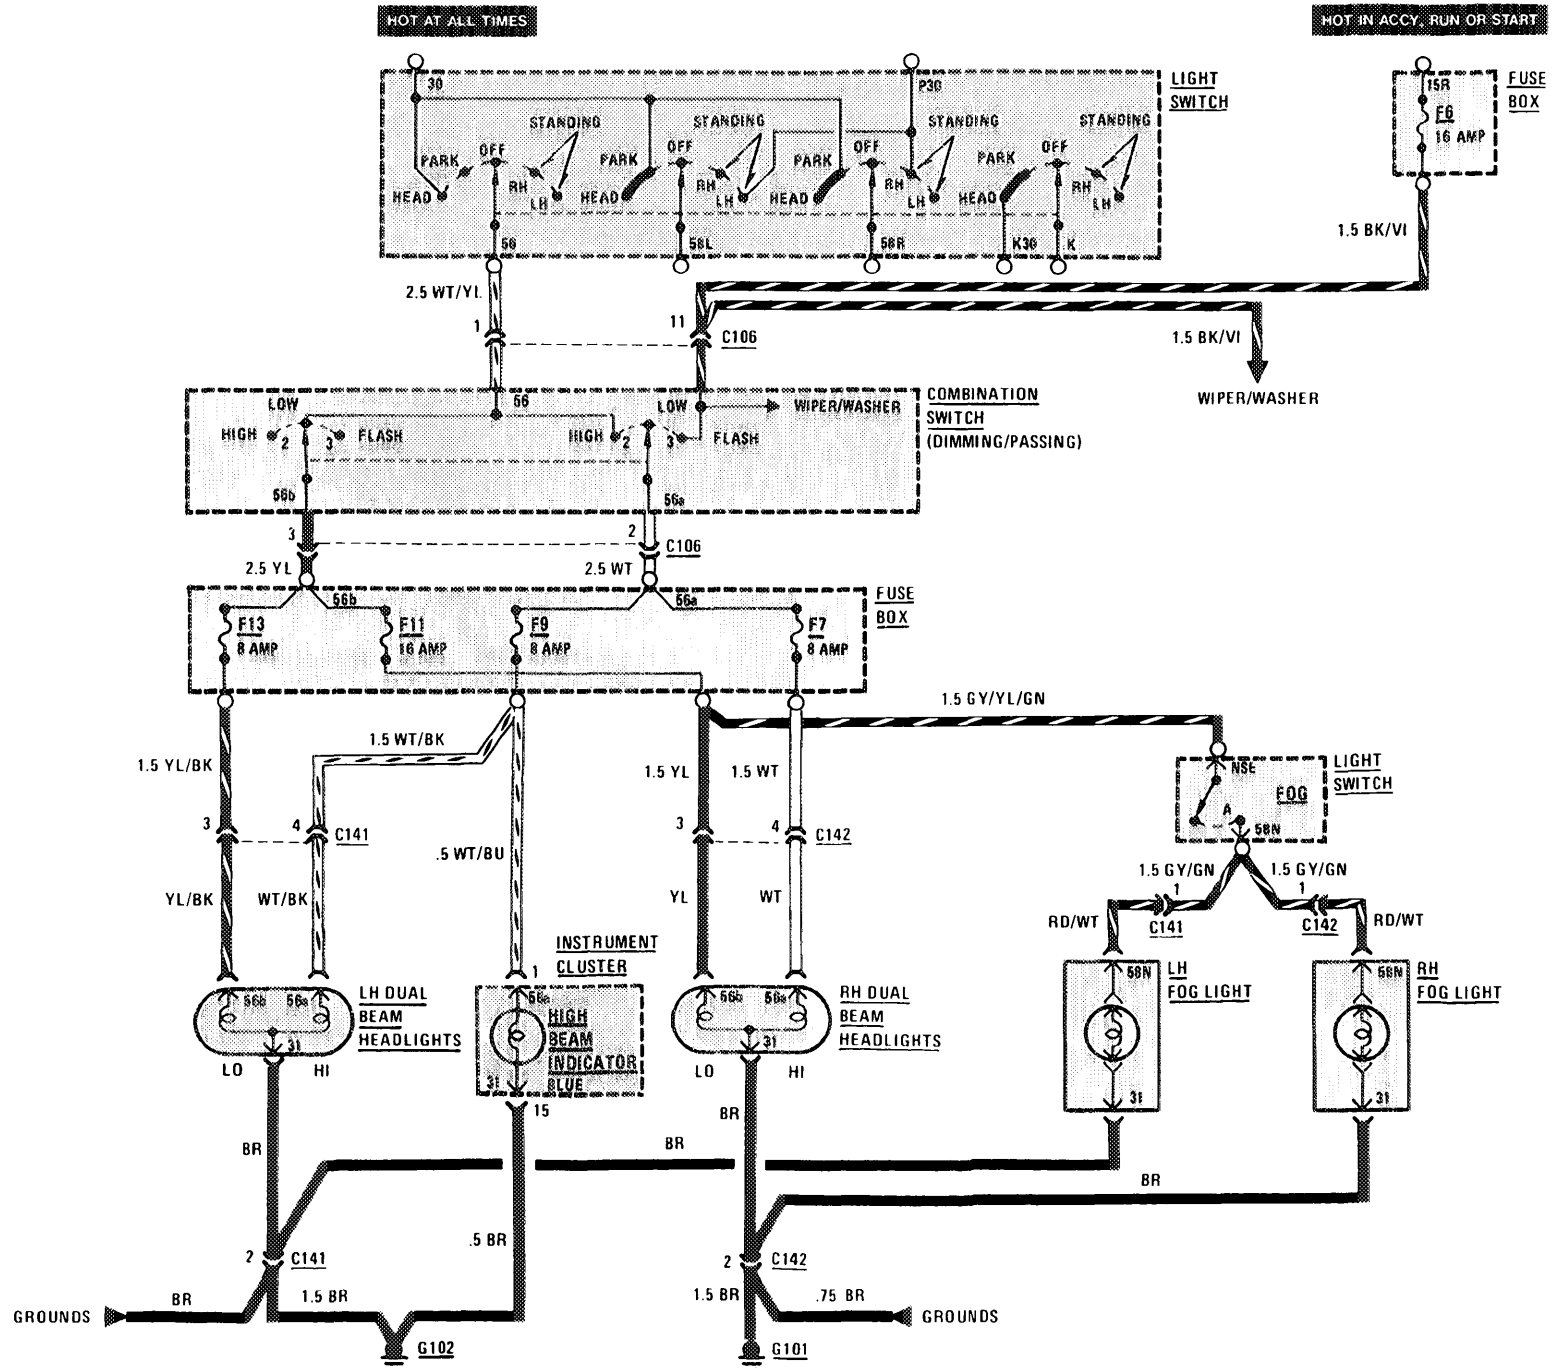 HOT AT ALL TIMES
HOT IN ACCY, RUN OR START
30
P30
LIGHT
SWITCH
15R
F6
16 AMP
FUSE
BOX
STANDING
STANDING
STANDING
STANDING
PARK
OFF
HEAD
RH
LH
PARK
OFF
HEAD
RH
LH
PARK
OFF
HEAD
RH
LH
PARK
OFF
HEAD
RH
LH
56
58L
58R
K30
K
1.5 BK/VI
2.5 WT/YL
1
11
C106
1.5 BK/VI
WIPER/WASHER
56
LOW
HIGH
2
3
FLASH
LOW
WIPER/WASHER
HIGH
2
3
FLASH
COMBINATION
SWITCH
(DIMMING/PASSING)
56b
56a
3
2
C106
2.5 YL
2.5 WT
56b
56a
FUSE
BOX
F13
8 AMP
F11
16 AMP
F9
8 AMP
F7
8 AMP
1.5 GY/YL/GN
1.5 WT/BK
1.5 YL/BK
1.5 YL
1.5 WT
NSE
FOG
A
58N
LIGHT
SWITCH
3
4
C141
.5 WT/BU
3
4
C142
1.5 GY/GN
1.5 GY/GN
1
1
YL/BK
WT/BK
YL
WT
RD/WT
C141
C142
RD/WT
INSTRUMENT
CLUSTER
1
56b
56a
31
LO
HI
LH DUAL
BEAM
HEADLIGHTS
56a
HIGH
BEAM
INDICATOR
BLUE
31
15
56b
56a
31
LO
HI
RH DUAL
BEAM
HEADLIGHTS
58N
31
LH
FOG LIGHT
58N
31
RH
FOG LIGHT
BR
BR
BR
BR
.5 BR
2
C141
2
C142
GROUNDS
BR
1.5 BR
1.5 BR
.75 BR
GROUNDS
G102
G101